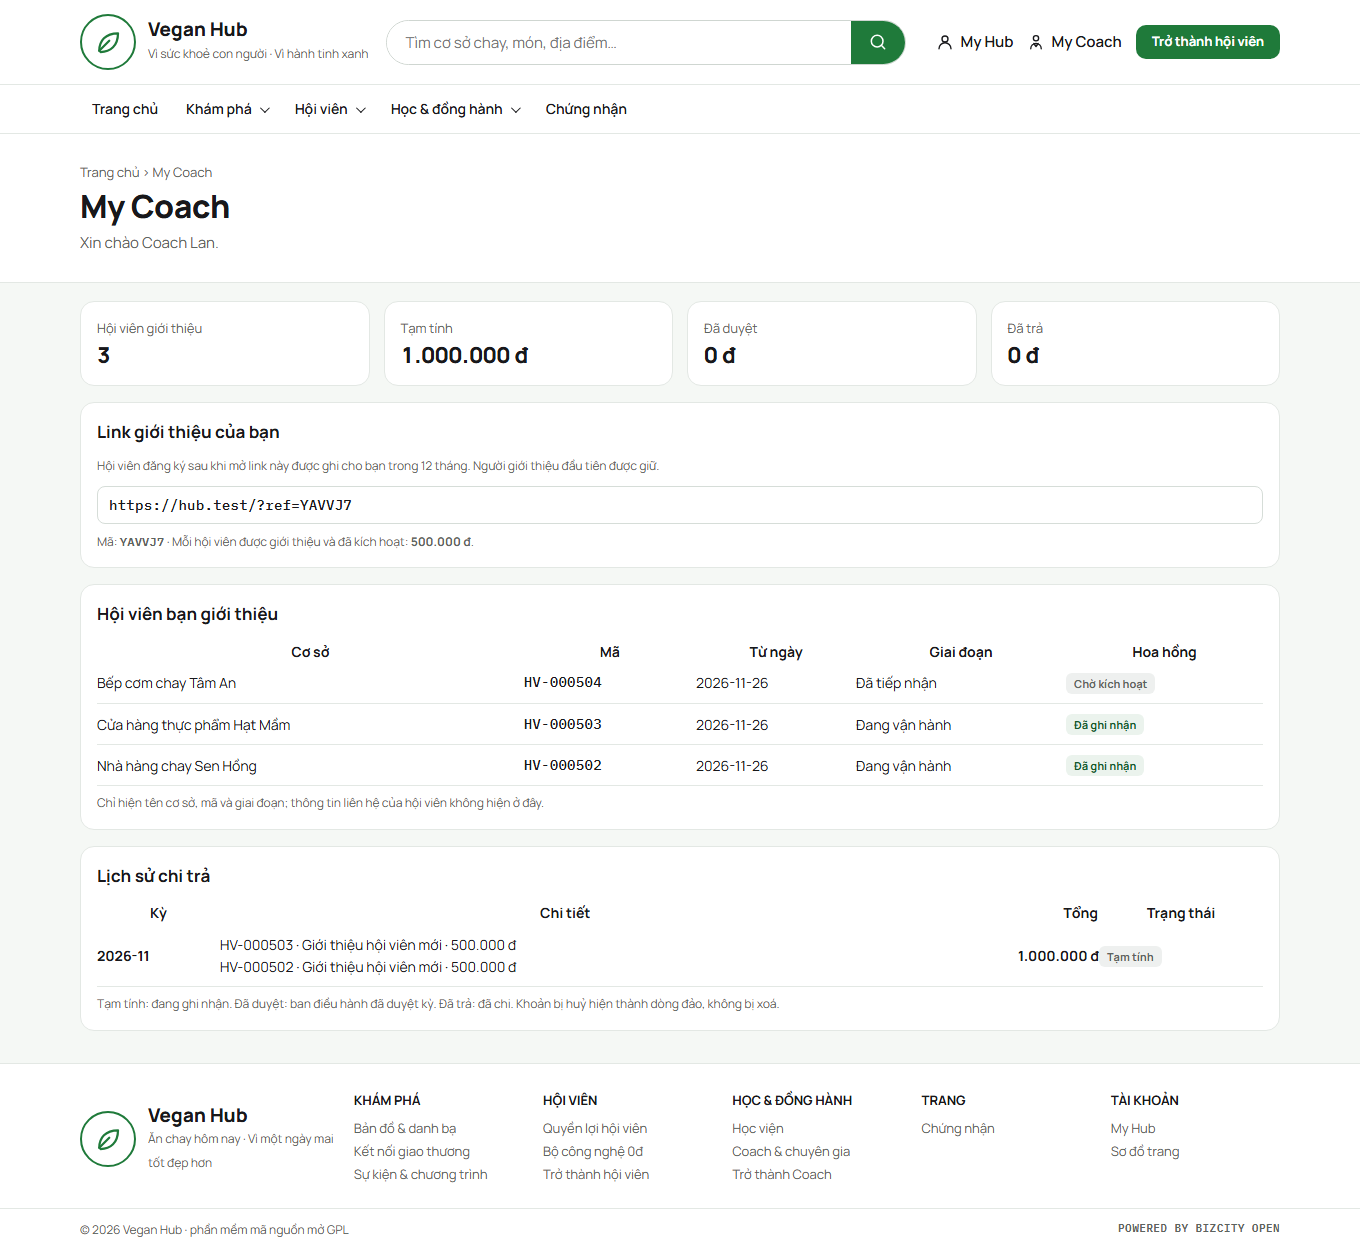 Vegan Hub
Vì sức khoẻ con người · Vì hành tinh xanh
Tìm cơ sở chay, món, địa điểm...
My Hub
My Coach
Trở thành hội viên
Trang chủ
Khám phá
Hội viên
Học & đồng hành
Chứng nhận
Trang chủ › My Coach
My Coach
Xin chào Coach Lan.
Hội viên giới thiệu
3
Tạm tính
1.000.000 đ
Đã duyệt
0 đ
Đã trả
0 đ
Link giới thiệu của bạn
Hội viên đăng ký sau khi mở link này được ghi cho bạn trong 12 tháng. Người giới thiệu đầu tiên được giữ.
https://hub.test/?ref=YAVVJ7
Mã: YAVVJ7 · Mỗi hội viên được giới thiệu và đã kích hoạt: 500.000 đ.
Hội viên bạn giới thiệu
Cơ sở Mã Từ ngày Giai đoạn Hoa hồng
Bếp cơm chay Tâm An HV-000504 2026-11-26 Đã tiếp nhận Chờ kích hoạt
Cửa hàng thực phẩm Hạt Mầm HV-000503 2026-11-26 Đang vận hành Đã ghi nhận
Nhà hàng chay Sen Hồng HV-000502 2026-11-26 Đang vận hành Đã ghi nhận
Chỉ hiện tên cơ sở, mã và giai đoạn; thông tin liên hệ của hội viên không hiện ở đây.
Lịch sử chi trả
Kỳ Chi tiết Tổng Trạng thái
2026-11
HV-000503 · Giới thiệu hội viên mới · 500.000 đ
HV-000502 · Giới thiệu hội viên mới · 500.000 đ
1.000.000 đ Tạm tính
Tạm tính: đang ghi nhận. Đã duyệt: ban điều hành đã duyệt kỳ. Đã trả: đã chi. Khoản bị huỷ hiện thành dòng đảo, không bị xoá.
Vegan Hub
Ăn chay hôm nay · Vì một ngày mai
tốt đẹp hơn
KHÁM PHÁ
Bản đồ & danh bạ
Kết nối giao thương
Sự kiện & chương trình
HỘI VIÊN
Quyền lợi hội viên
Bộ công nghệ 0đ
Trở thành hội viên
HỌC & ĐỒNG HÀNH
Học viện
Coach & chuyên gia
Trở thành Coach
TRANG
Chứng nhận
TÀI KHOẢN
My Hub
Sơ đồ trang
© 2026 Vegan Hub · phần mềm mã nguồn mở GPL
POWERED BY BIZCITY OPEN